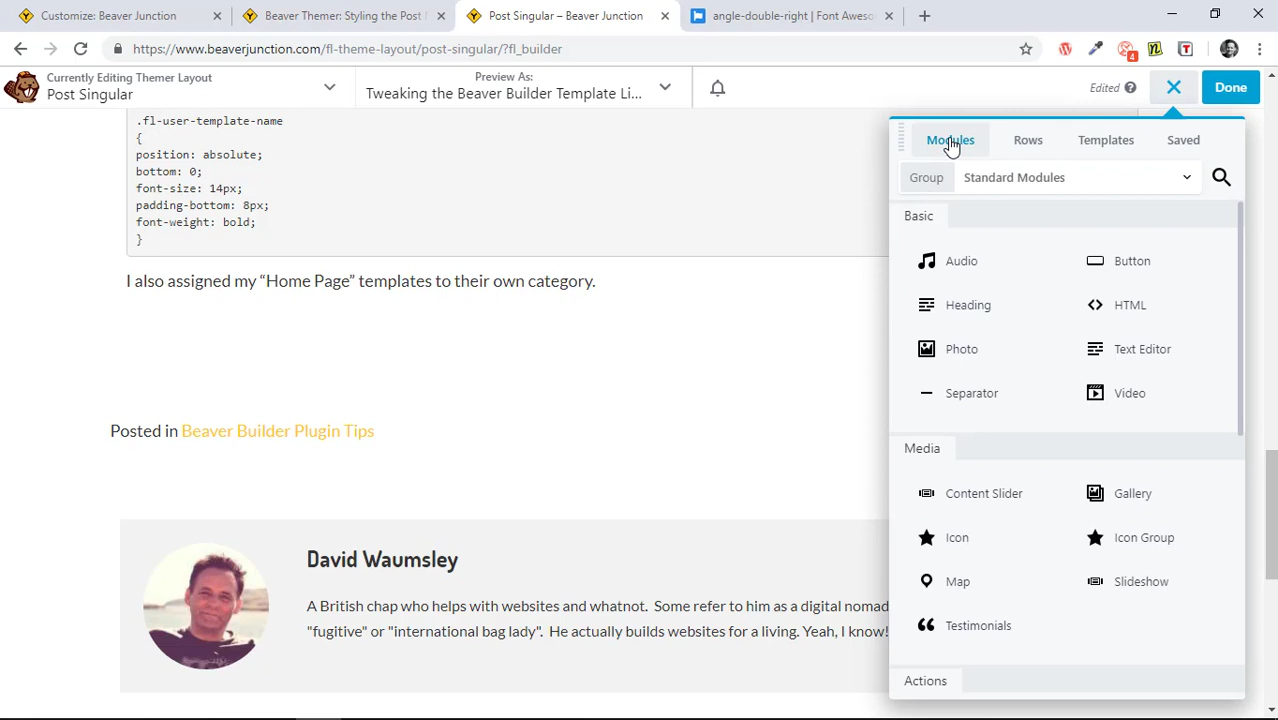 Customize: Beaver Junction
Beaver Themer: Styling the Post
Post Singular – Beaver Junction
angle-double-right | Font Aweso
https://www.beaverjunction.com/fl-theme-layout/post-singular/?fl_builder
4
Currently Editing Themer Layout
Post Singular
Preview As:
Tweaking the Beaver Builder Template Li...
Edited
Done
Modules
Rows
Templates
Saved
Group
Standard Modules
Basic
Audio
Button
Heading
HTML
Photo
Text Editor
Separator
Video
Media
Content Slider
Gallery
Icon
Icon Group
Map
Slideshow
Testimonials
Actions
.fl-user-template-name
{
position: absolute;
bottom: 0;
font-size: 14px;
padding-bottom: 8px;
font-weight: bold;
}
I also assigned my “Home Page” templates to their own category.
Posted in Beaver Builder Plugin Tips
David Waumsley
A British chap who helps with websites and whatnot. Some refer to him as a digital nomad
"fugitive" or "international bag lady". He actually builds websites for a living. Yeah, I know!